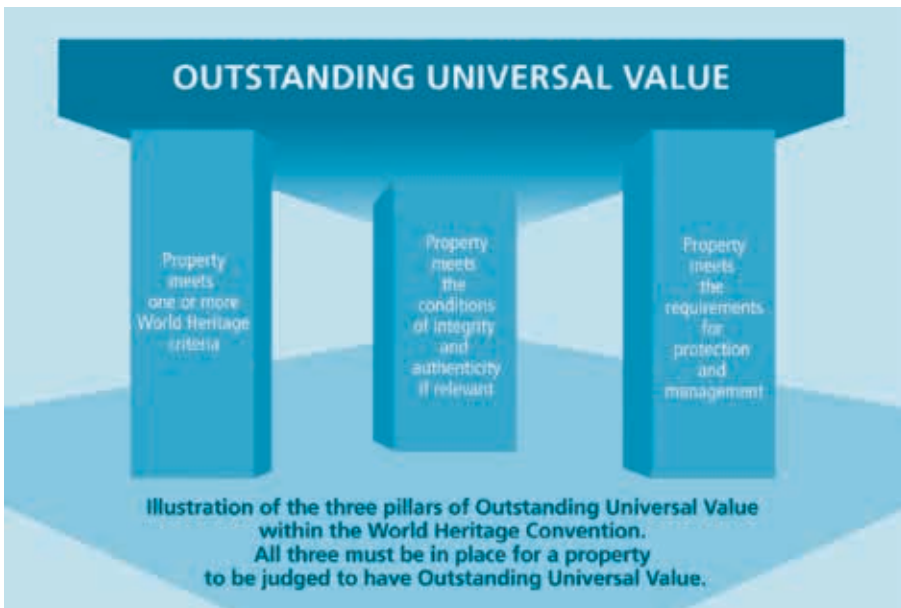 OUTSTANDING UNIVERSAL VALUE
Property
meets
one or more
World Heritage
criteria
Property
meets
the
conditions
of integrity
and
authenticity
if relevant
Property
meets
the
requirements
for
protection
and
management
Illustration of the three pillars of Outstanding Universal Value
within the World Heritage Convention.
All three must be in place for a property
to be judged to have Outstanding Universal Value.